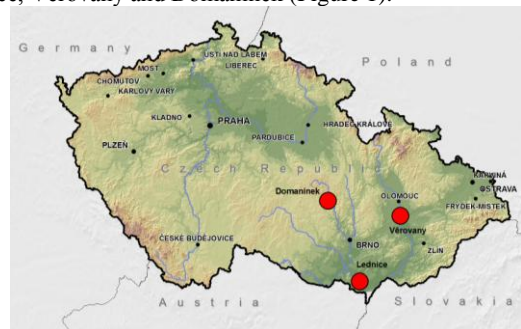 ce, Věrovany and Domanínek (Figure 1).
Germany
Poland
ÚSTÍ NAD LABEM
LIBEREC
MOST
CHOMUTOV
KARLOVY VARY
KLADNO
PRAHA
HRADEC KRÁLOVÉ
PARDUBICE
PLZEŇ
Czech Republic
KARVINÁ
OSTRAVA
FRÝDEK-MÍSTEK
Domanínek
OLOMOUC
Věrovany
ČESKÉ BUDĚJOVICE
BRNO
ZLÍN
Lednice
Austria
Slovakia